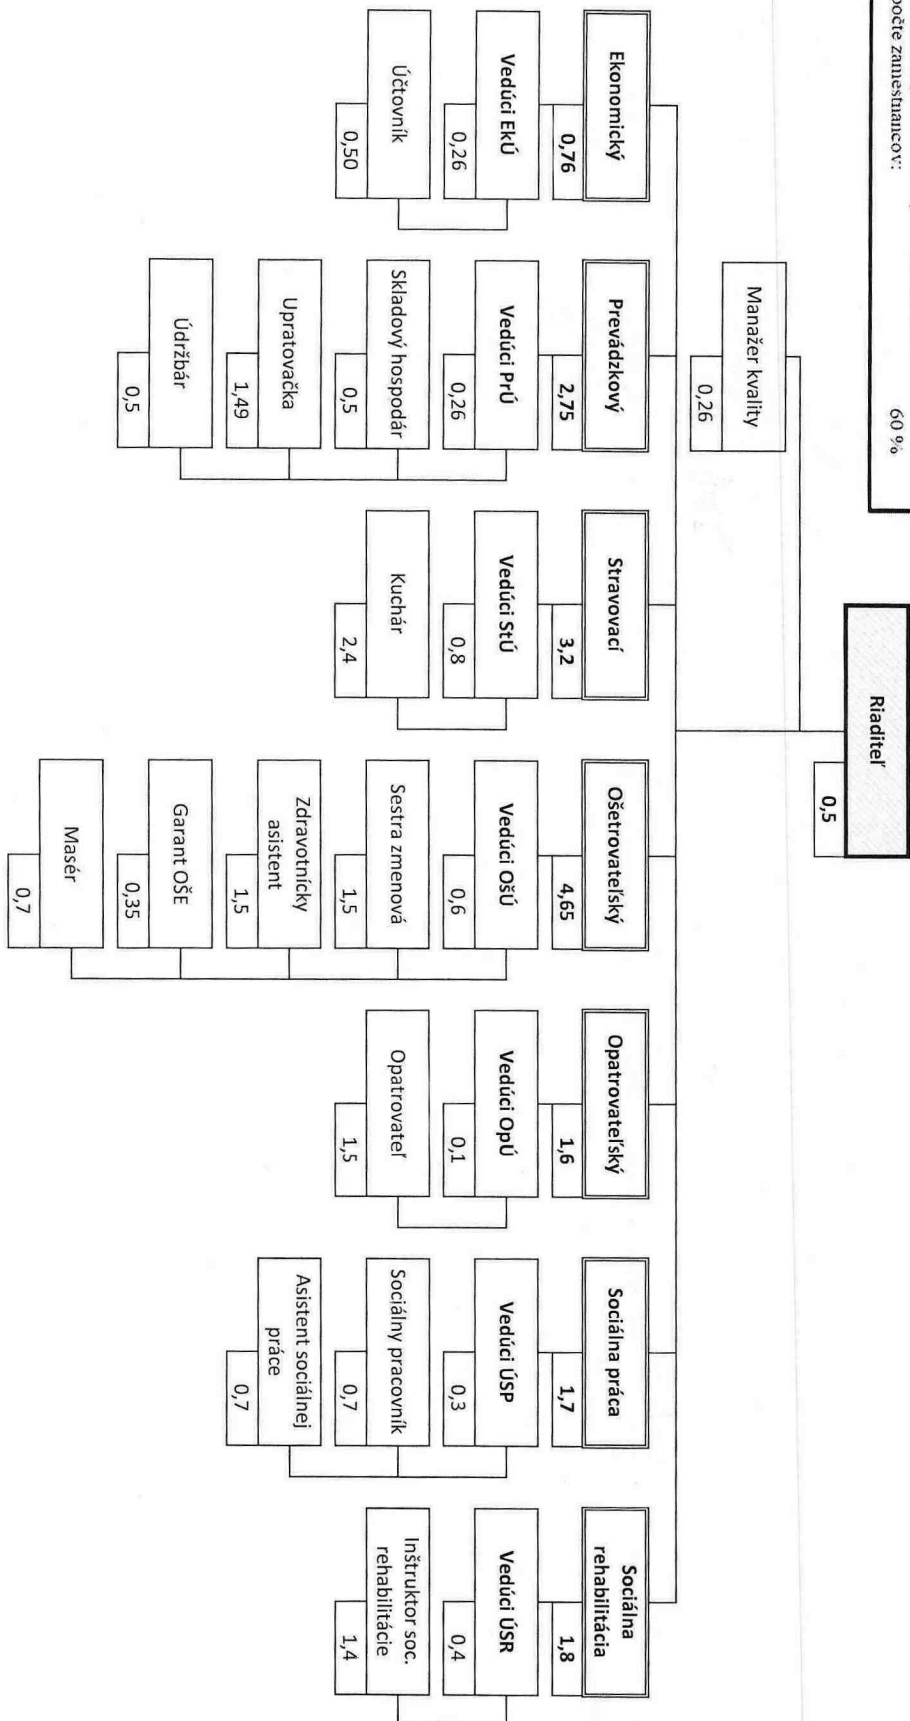 počte zamestnancov:
60 %
Riaditeľ
0,5
Manažer kvality
0,26
Ekonomický
0,76
Vedúci EkÚ
0,26
Účtovník
0,50
Prevádzkový
2,75
Vedúci PrÚ
0,26
Skladový hospodár
0,5
Upratovačka
1,49
Údržbár
0,5
Stravovací
3,2
Vedúci StÚ
0,8
Kuchár
2,4
Ošetrovateľský
4,65
Vedúci OšÚ
0,6
Sestra zmenová
1,5
Zdravotnícky
asistent
1,5
Garant OŠE
0,35
Masér
0,7
Opatrovateľský
1,6
Vedúci OpÚ
0,1
Opatrovateľ
1,5
Sociálna práca
1,7
Vedúci ÚSP
0,3
Sociálny pracovník
0,7
Asistent sociálnej
práce
0,7
Sociálna
rehabilitácia
1,8
Vedúci ÚSR
0,4
Inštruktor soc.
rehabilitácie
1,4